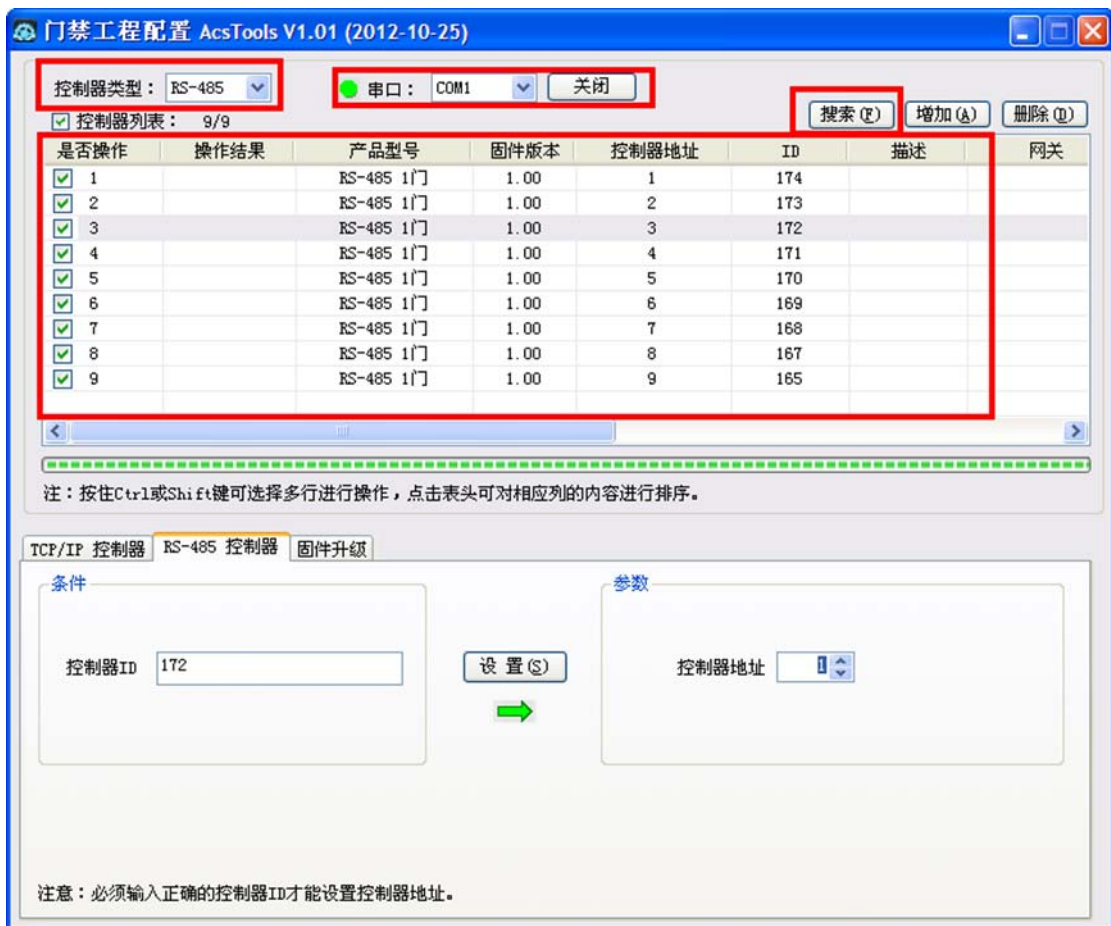 门禁工程配置 AcsTools V1.01 (2012-10-25)
控制器类型： RS-485 串口： COM1 关闭
控制器列表： 9/9 搜索(F) 增加(A) 删除(D)
是否操作 操作结果 产品型号 固件版本 控制器地址 ID 描述 网关
1 RS-485 1门 1.00 1 174
2 RS-485 1门 1.00 2 173
3 RS-485 1门 1.00 3 172
4 RS-485 1门 1.00 4 171
5 RS-485 1门 1.00 5 170
6 RS-485 1门 1.00 6 169
7 RS-485 1门 1.00 7 168
8 RS-485 1门 1.00 8 167
9 RS-485 1门 1.00 9 165
注：按住Ctrl或Shift键可选择多行进行操作，点击表头可对相应列的内容进行排序。
TCP/IP 控制器 RS-485 控制器 固件升级
条件 参数
控制器ID 172 设 置(S) 控制器地址 1
注意：必须输入正确的控制器ID才能设置控制器地址。